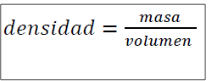 densidad = masa / volumen